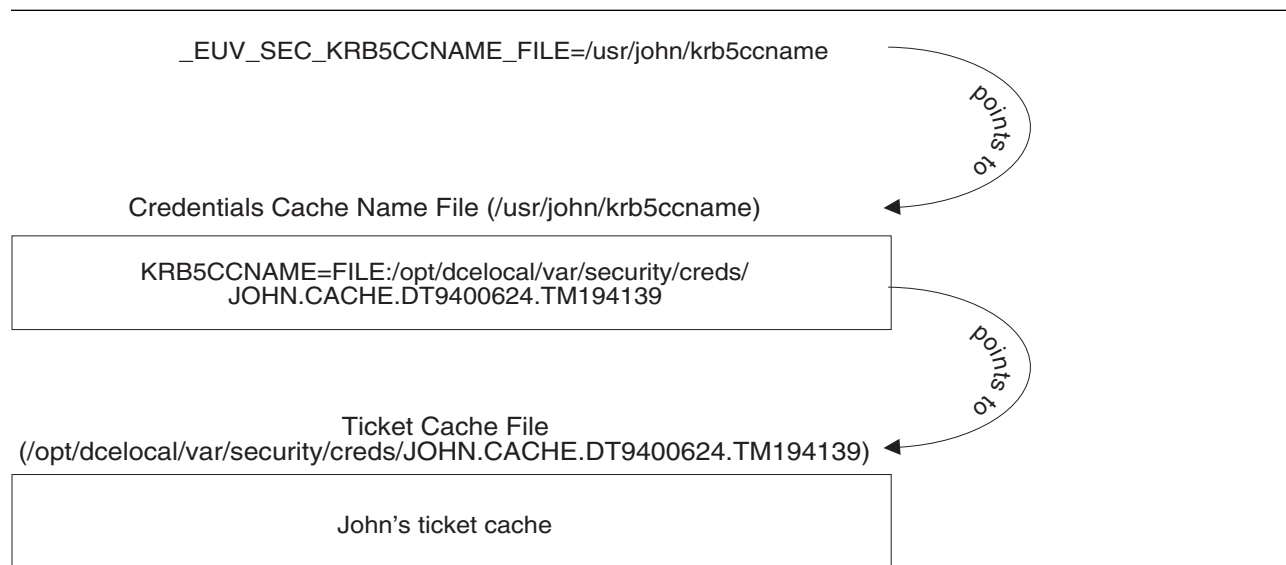 _EUV_SEC_KRB5CCNAME_FILE=/usr/john/krb5ccname
points to
Credentials Cache Name File (/usr/john/krb5ccname)
KRB5CCNAME=FILE:/opt/dcelocal/var/security/creds/
JOHN.CACHE.DT9400624.TM194139
points to
Ticket Cache File
(/opt/dcelocal/var/security/creds/JOHN.CACHE.DT9400624.TM194139)
John's ticket cache